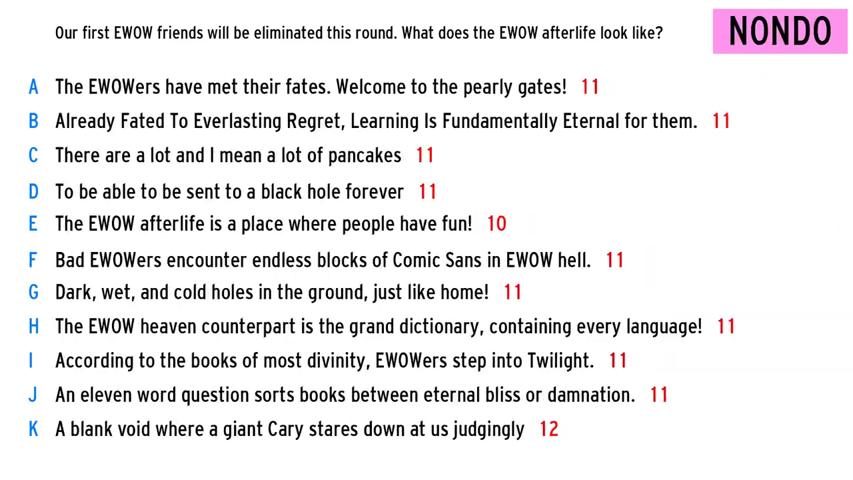 Our first EWOW friends will be eliminated this round. What does the EWOW afterlife look like?
NONDO
A The EWOWers have met their fates. Welcome to the pearly gates! 11
B Already Fated To Everlasting Regret, Learning Is Fundamentally Eternal for them. 11
C There are a lot and I mean a lot of pancakes 11
D To be able to be sent to a black hole forever 11
E The EWOW afterlife is a place where people have fun! 10
F Bad EWOWers encounter endless blocks of Comic Sans in EWOW hell. 11
G Dark, wet, and cold holes in the ground, just like home! 11
H The EWOW heaven counterpart is the grand dictionary, containing every language! 11
I According to the books of most divinity, EWOWers step into Twilight. 11
J An eleven word question sorts books between eternal bliss or damnation. 11
K A blank void where a giant Cary stares down at us judgingly 12